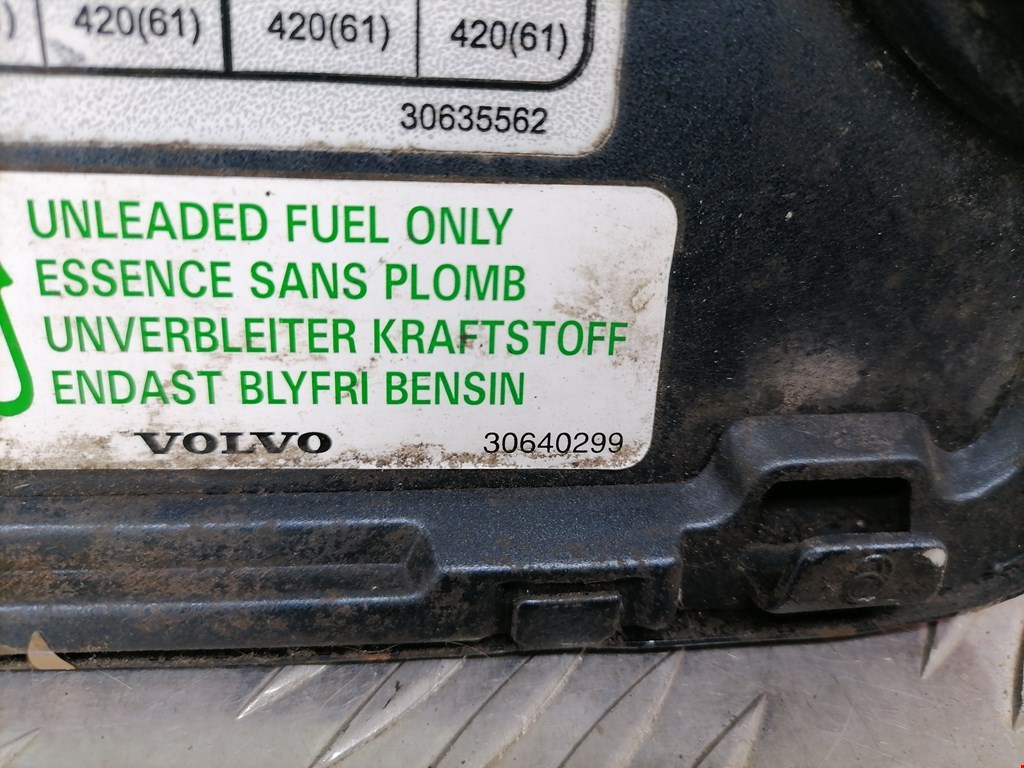 420(61) 420(61) 420(61)
30635562
UNLEADED FUEL ONLY
ESSENCE SANS PLOMB
UNVERBLEITER KRAFTSTOFF
ENDAST BLYFRI BENSIN
VOLVO 30640299